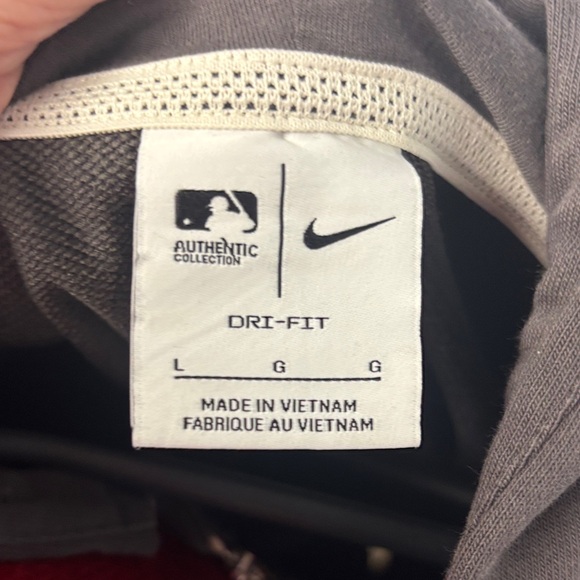 AUTHENTIC
COLLECTION
DRI-FIT
L G G
MADE IN VIETNAM
FABRIQUE AU VIETNAM